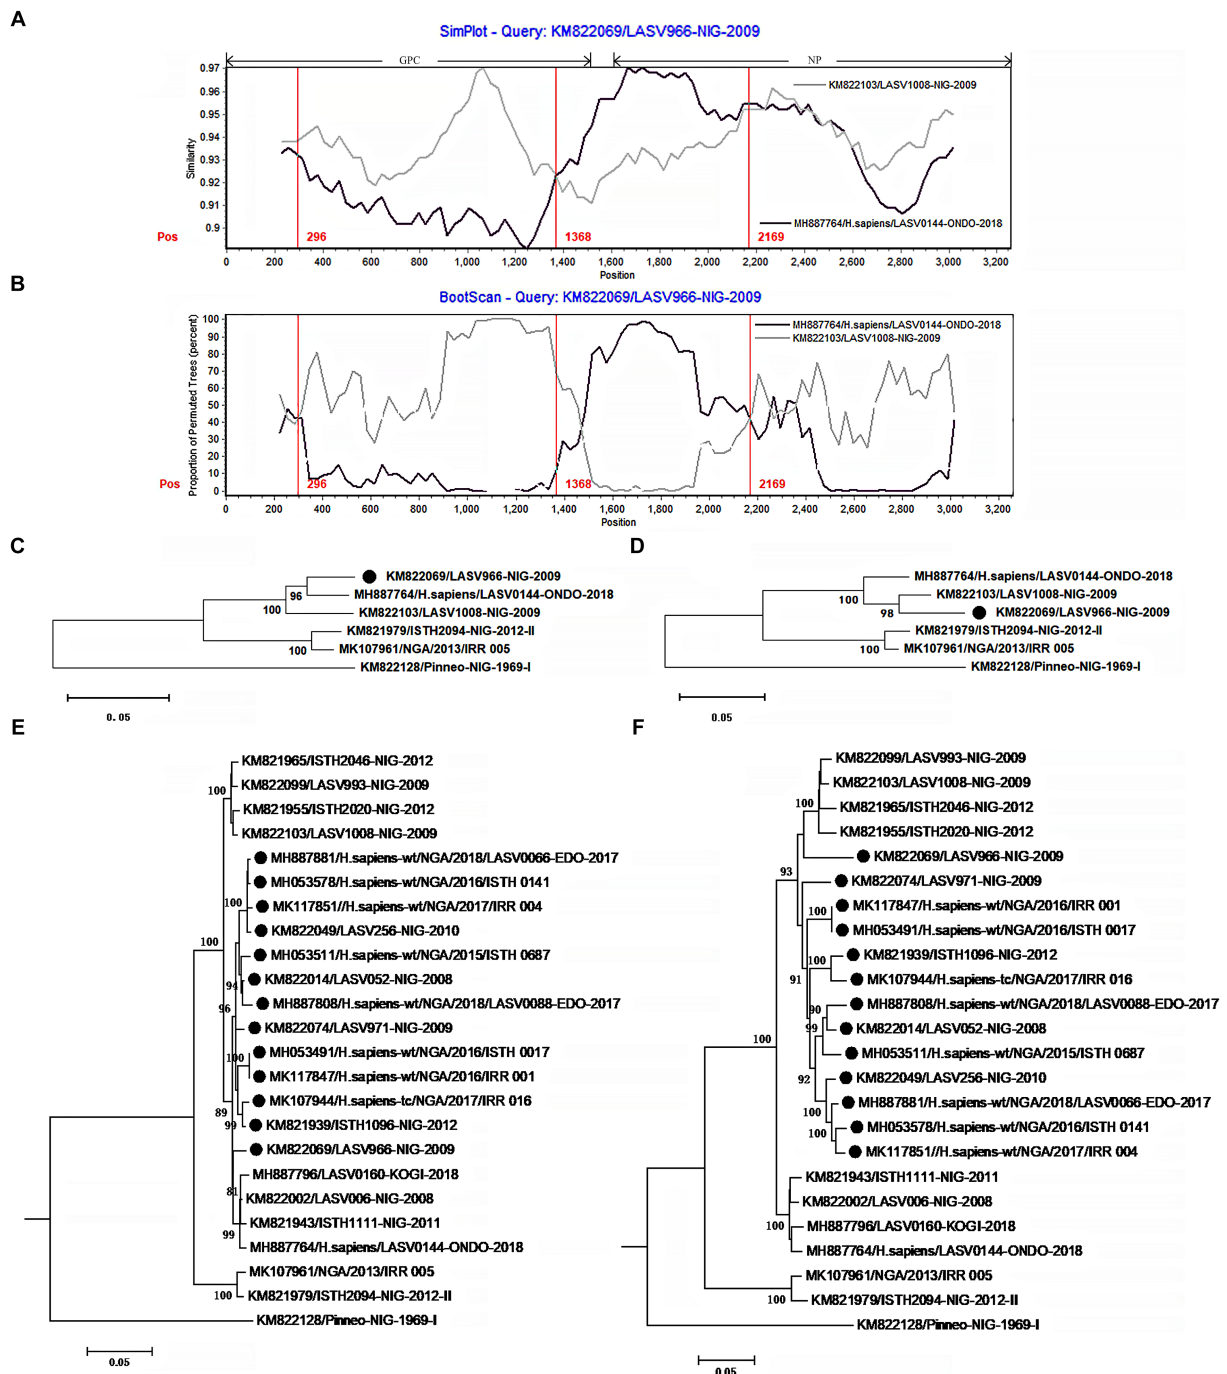 A
SimPlot - Query: KM822069/LASV966-NIG-2009
GPC
NP
0.97
0.96
0.95
0.94
0.93
0.92
0.91
0.9
Similarity
KM822103/LASV1008-NIG-2009
MH887764/H.sapiens/LASV0144-ONDO-2018
Pos
296
1368
2169
0 200 400 600 800 1,000 1,200 1,400 1,600 1,800 2,000 2,200 2,400 2,600 2,800 3,000 3,200
Position
B
BootScan - Query: KM822069/LASV966-NIG-2009
100
90
80
70
60
50
40
30
20
10
0
Proportion of Permuted Trees (percent)
MH887764/H.sapiens/LASV0144-ONDO-2018
KM822103/LASV1008-NIG-2009
Pos
296
1368
2169
0 200 400 600 800 1,000 1,200 1,400 1,600 1,800 2,000 2,200 2,400 2,600 2,800 3,000 3,200
Position
C
KM822069/LASV966-NIG-2009
96
MH887764/H.sapiens/LASV0144-ONDO-2018
100
KM822103/LASV1008-NIG-2009
KM821979/ISTH2094-NIG-2012-II
100
MK107961/NGA/2013/IRR 005
KM822128/Pinneo-NIG-1969-I
0.05
D
MH887764/H.sapiens/LASV0144-ONDO-2018
100
KM822103/LASV1008-NIG-2009
98
KM822069/LASV966-NIG-2009
KM821979/ISTH2094-NIG-2012-II
100
MK107961/NGA/2013/IRR 005
KM822128/Pinneo-NIG-1969-I
0.05
E
KM821965/ISTH2046-NIG-2012
KM822099/LASV993-NIG-2009
100
KM821955/ISTH2020-NIG-2012
KM822103/LASV1008-NIG-2009
MH887881/H.sapiens-wt/NGA/2018/LASV0066-EDO-2017
MH053578/H.sapiens-wt/NGA/2016/ISTH 0141
100
MK117851//H.sapiens-wt/NGA/2017/IRR 004
KM822049/LASV256-NIG-2010
100
MH053511/H.sapiens-wt/NGA/2015/ISTH 0687
KM822014/LASV052-NIG-2008
94
MH887808/H.sapiens-wt/NGA/2018/LASV0088-EDO-2017
96
KM822074/LASV971-NIG-2009
MH053491/H.sapiens-wt/NGA/2016/ISTH 0017
100
MK117847/H.sapiens-wt/NGA/2016/IRR 001
MK107944/H.sapiens-tc/NGA/2017/IRR 016
89
KM821939/ISTH1096-NIG-2012
99
KM822069/LASV966-NIG-2009
MH887796/LASV0160-KOGI-2018
81
KM822002/LASV006-NIG-2008
KM821943/ISTH1111-NIG-2011
99
MH887764/H.sapiens/LASV0144-ONDO-2018
MK107961/NGA/2013/IRR 005
100
KM821979/ISTH2094-NIG-2012-II
KM822128/Pinneo-NIG-1969-I
0.05
F
KM822099/LASV993-NIG-2009
KM822103/LASV1008-NIG-2009
100
KM821965/ISTH2046-NIG-2012
KM821955/ISTH2020-NIG-2012
KM822069/LASV966-NIG-2009
93
KM822074/LASV971-NIG-2009
MK117847/H.sapiens-wt/NGA/2016/IRR 001
100
MH053491/H.sapiens-wt/NGA/2016/ISTH 0017
KM821939/ISTH1096-NIG-2012
100
MK107944/H.sapiens-tc/NGA/2017/IRR 016
91
MH887808/H.sapiens-wt/NGA/2018/LASV0088-EDO-2017
90
KM822014/LASV052-NIG-2008
99
100
MH053511/H.sapiens-wt/NGA/2015/ISTH 0687
KM822049/LASV256-NIG-2010
92
MH887881/H.sapiens-wt/NGA/2018/LASV0066-EDO-2017
100
MH053578/H.sapiens-wt/NGA/2016/ISTH 0141
100
MK117851//H.sapiens-wt/NGA/2017/IRR 004
KM821943/ISTH1111-NIG-2011
KM822002/LASV006-NIG-2008
100
MH887796/LASV0160-KOGI-2018
MH887764/H.sapiens/LASV0144-ONDO-2018
MK107961/NGA/2013/IRR 005
100
KM821979/ISTH2094-NIG-2012-II
KM822128/Pinneo-NIG-1969-I
0.05